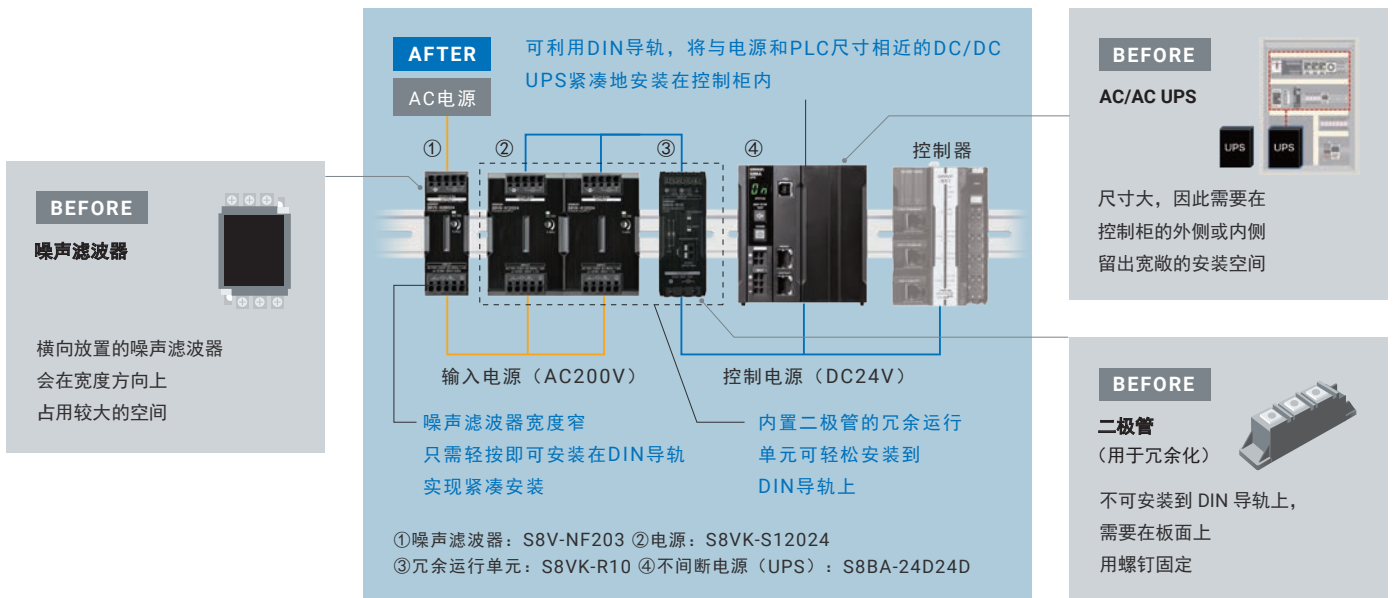 BEFORE
噪声滤波器
横向放置的噪声滤波器
会在宽度方向上
占用较大的空间
AFTER
AC电源
可利用DIN导轨，将与电源和PLC尺寸相近的DC/DC
UPS紧凑地安装在控制柜内
① ② ③ ④ 控制器
输入电源（AC200V） 控制电源（DC24V）
噪声滤波器宽度窄
只需轻按即可安装在DIN导轨
实现紧凑安装
内置二极管的冗余运行
单元可轻松安装到
DIN导轨上
①噪声滤波器：S8V-NF203 ②电源：S8VK-S12024
③冗余运行单元：S8VK-R10 ④不间断电源（UPS）：S8BA-24D24D
BEFORE
AC/AC UPS
UPS UPS
尺寸大，因此需要在
控制柜的外侧或内侧
留出宽敞的安装空间
BEFORE
二极管
（用于冗余化）
不可安装到 DIN 导轨上，
需要在板面上
用螺钉固定